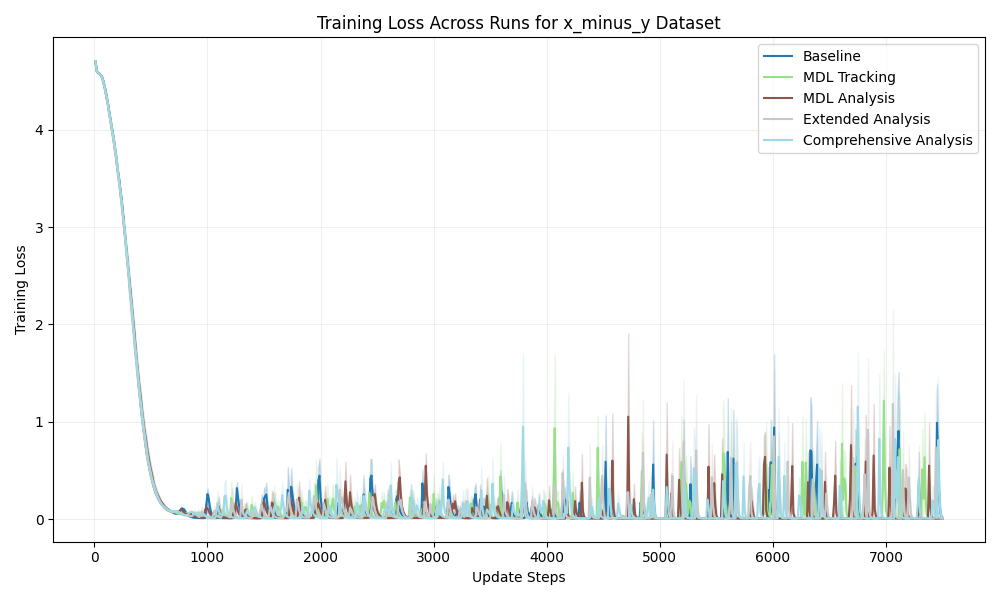 Training Loss Across Runs for x_minus_y Dataset
Baseline
MDL Tracking
MDL Analysis
Extended Analysis
Comprehensive Analysis
Training Loss
4
3
2
1
0
0 1000 2000 3000 4000 5000 6000 7000
Update Steps